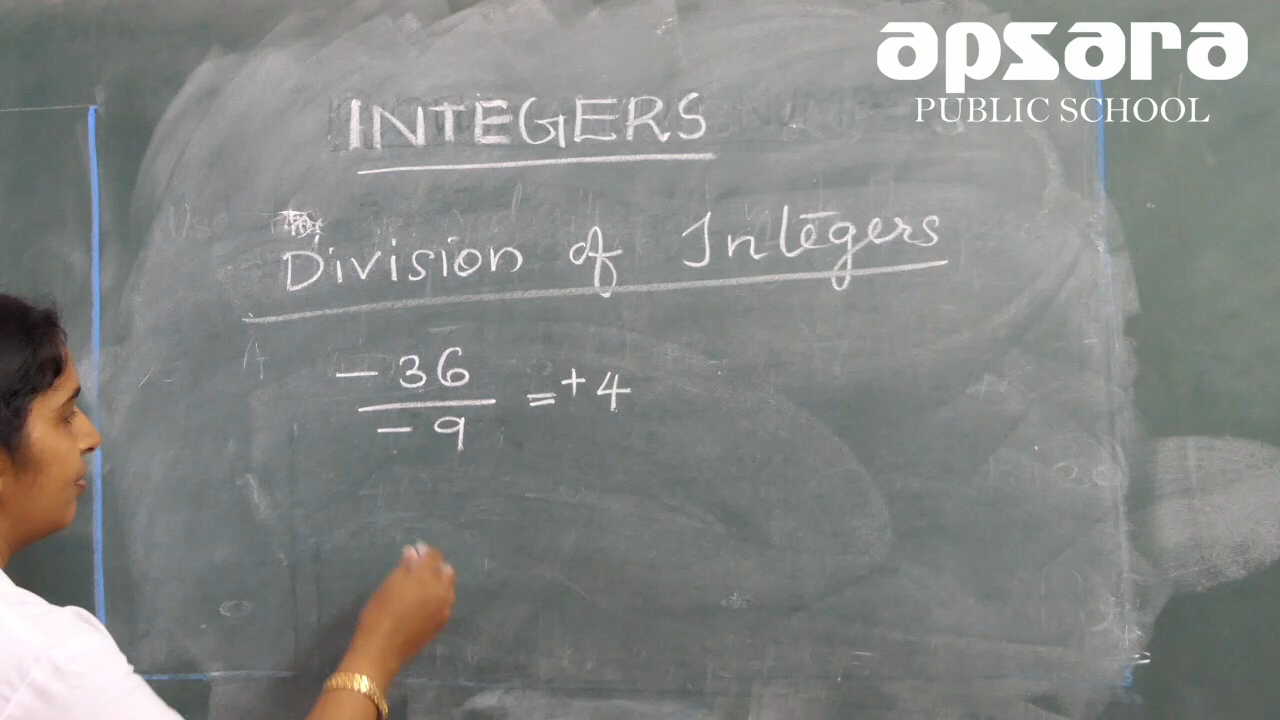 apsara
PUBLIC SCHOOL
INTEGERS
Division of Integers
-36
-9
= +4